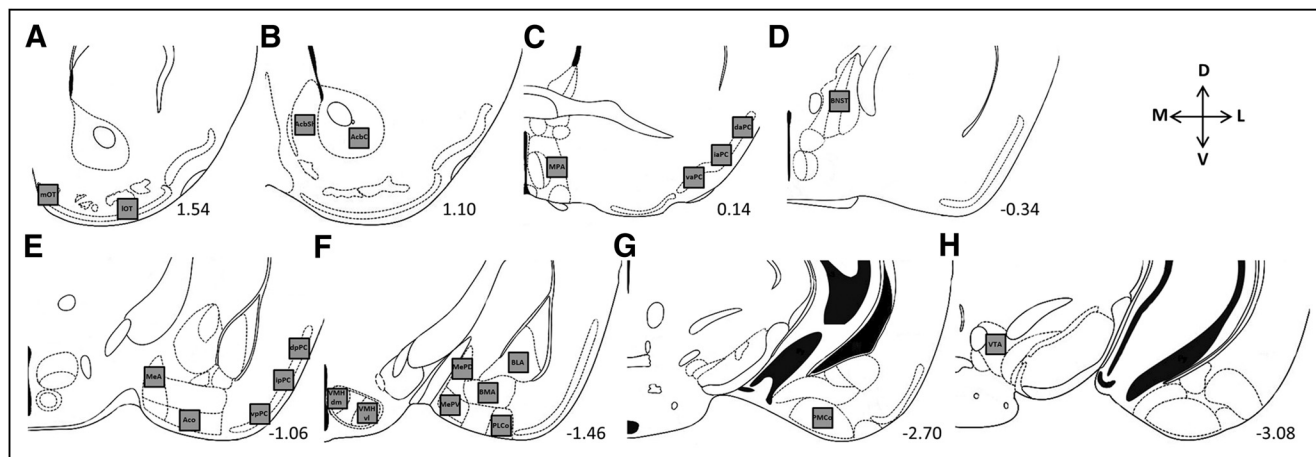 A
mOT
lOT
1.54
B
AcbSh
AcbC
1.10
C
MPA
daPC
iaPC
vaPC
0.14
D
BNST
-0.34
D
M
L
V
E
MeA
Aco
dpPC
ipPC
vpPC
-1.06
F
VMH
dm
VMH
vl
MePD
MePV
BLA
BMA
PLCo
-1.46
G
PMCo
-2.70
H
VTA
-3.08